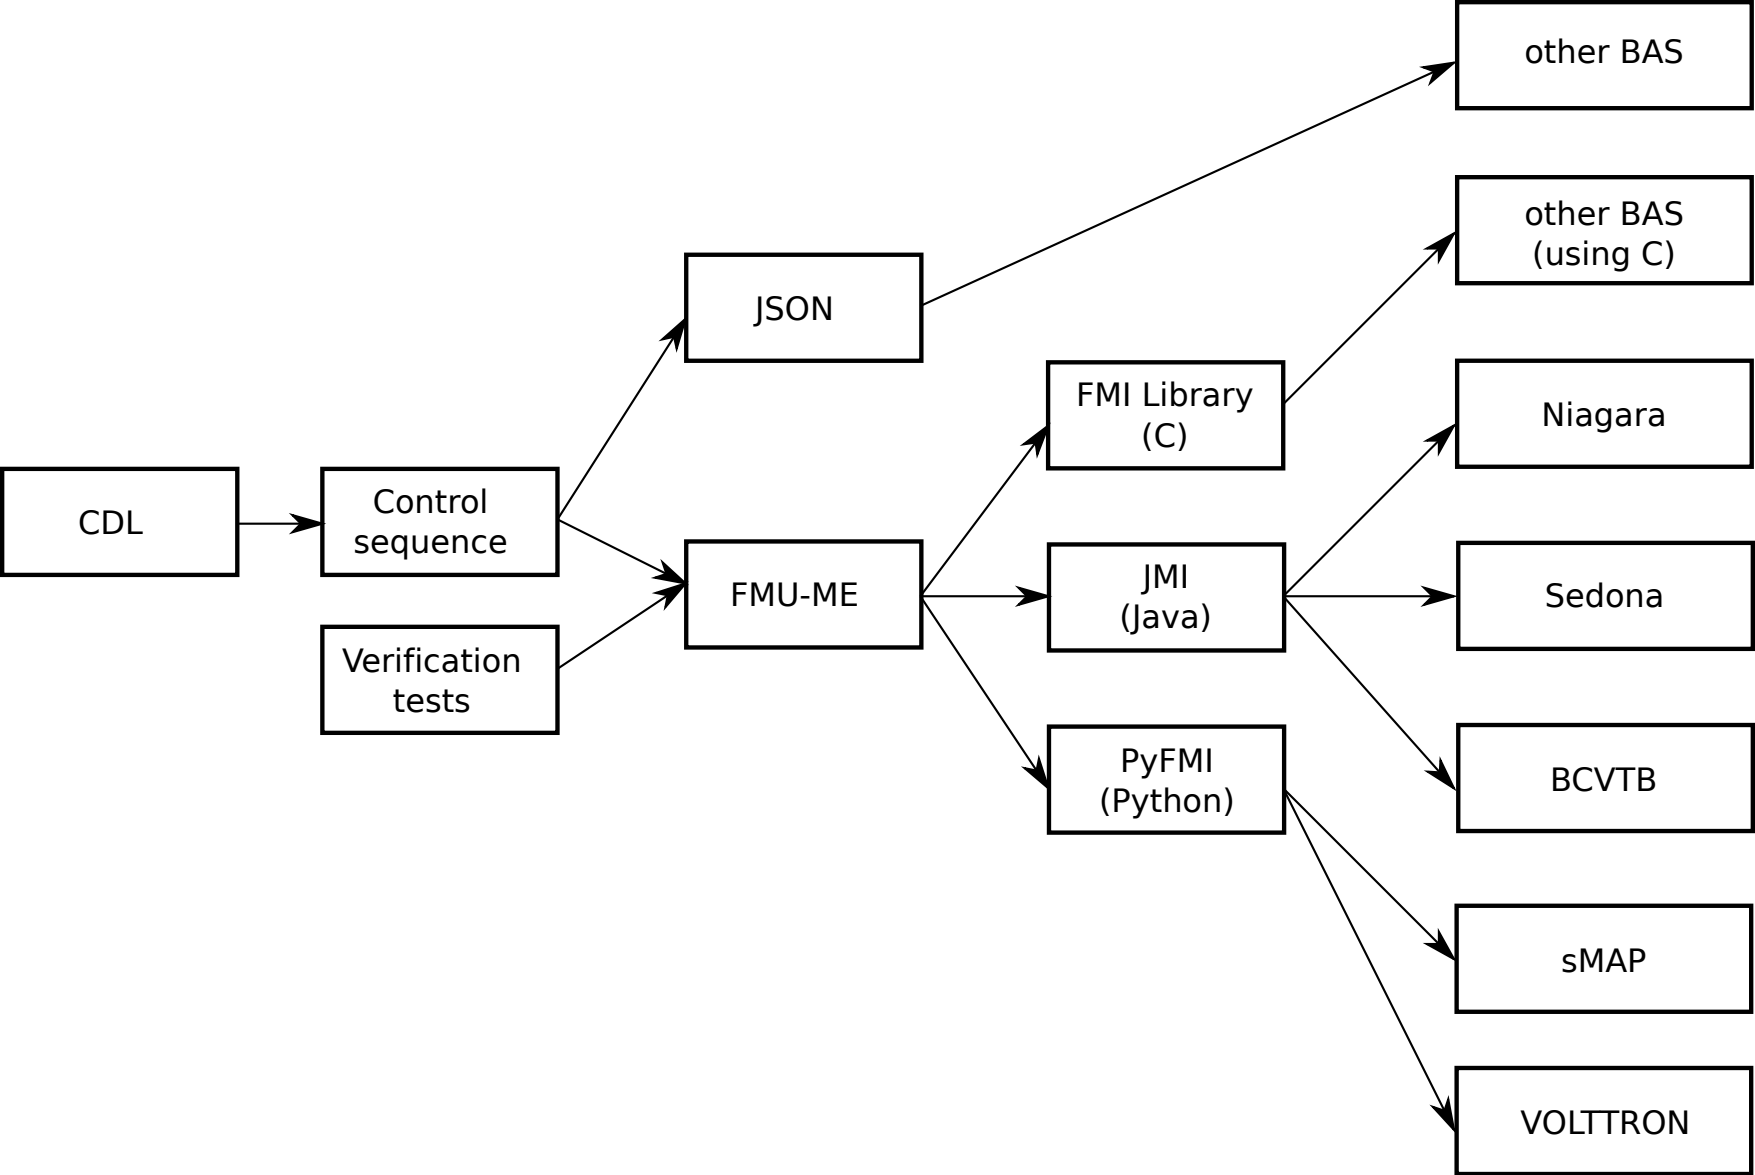 other BAS
other BAS
(using C)
JSON
FMI Library
(C)
Niagara
CDL
Control
sequence
FMU-ME
JMI
(Java)
Sedona
Verification
tests
PyFMI
(Python)
BCVTB
sMAP
VOLTTRON